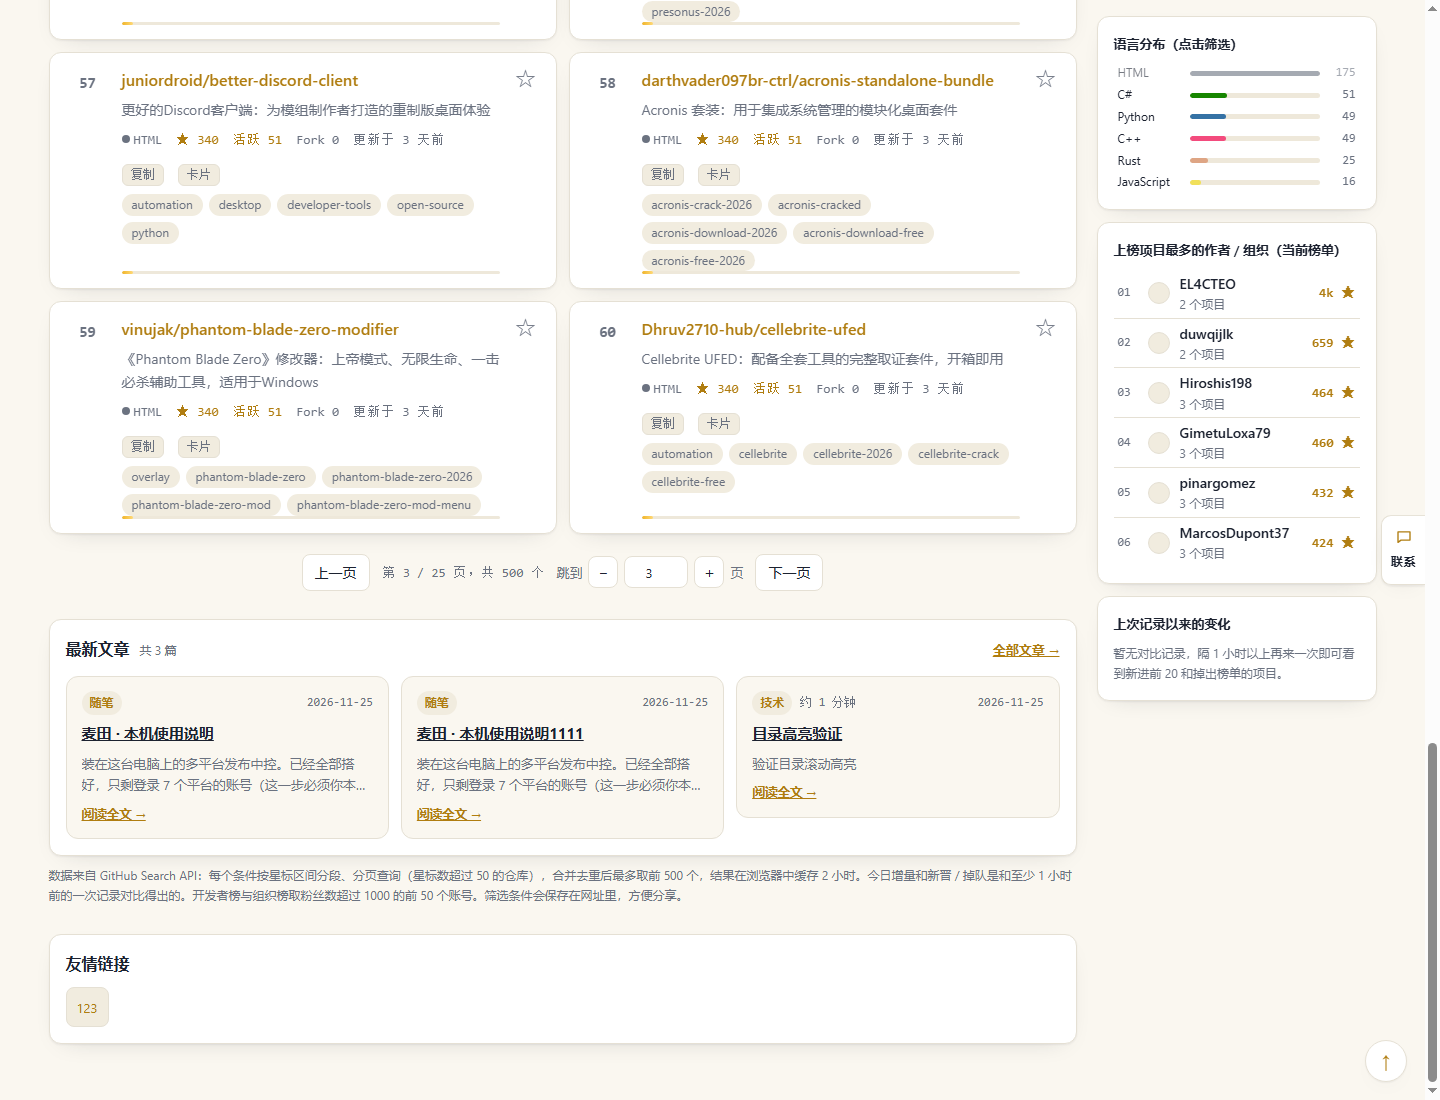 presonus-2026
57
juniordroid/better-discord-client
更好的Discord客户端：为模组制作者打造的重制版桌面体验
HTML ★ 340 活跃 51 Fork 0 更新于 3 天前
复制 卡片
automation desktop developer-tools open-source
python
58
darthvader097br-ctrl/acronis-standalone-bundle
Acronis 套装：用于集成系统管理的模块化桌面套件
HTML ★ 340 活跃 51 Fork 0 更新于 3 天前
复制 卡片
acronis-crack-2026 acronis-cracked
acronis-download-2026 acronis-download-free
acronis-free-2026
59
vinujak/phantom-blade-zero-modifier
《Phantom Blade Zero》修改器：上帝模式、无限生命、一击
必杀辅助工具，适用于Windows
HTML ★ 340 活跃 51 Fork 0 更新于 3 天前
复制 卡片
overlay phantom-blade-zero phantom-blade-zero-2026
phantom-blade-zero-mod phantom-blade-zero-mod-menu
60
Dhruv2710-hub/cellebrite-ufed
Cellebrite UFED：配备全套工具的完整取证套件，开箱即用
HTML ★ 340 活跃 51 Fork 0 更新于 3 天前
复制 卡片
automation cellebrite cellebrite-2026 cellebrite-crack
cellebrite-free
上一页 第 3 / 25 页，共 500 个 跳到 − 3 + 页 下一页
最新文章 共 3 篇 全部文章 →
随笔 2026-11-25
麦田 · 本机使用说明
装在这台电脑上的多平台发布中控。已经全部搭
好，只剩登录 7 个平台的账号（这一步必须你本...
阅读全文 →
随笔 2026-11-25
麦田 · 本机使用说明1111
装在这台电脑上的多平台发布中控。已经全部搭
好，只剩登录 7 个平台的账号（这一步必须你本...
阅读全文 →
技术 约 1 分钟 2026-11-25
目录高亮验证
验证目录滚动高亮
阅读全文 →
数据来自 GitHub Search API：每个条件按星标区间分段、分页查询（星标数超过 50 的仓库），合并去重后最多取前 500 个，结果在浏览器中缓存 2 小时。今日增量和新晋 / 掉队是和至少 1 小时
前的一次记录对比得出的。开发者榜与组织榜取粉丝数超过 1000 的前 50 个账号。筛选条件会保存在网址里，方便分享。
友情链接
123
语言分布（点击筛选）
HTML 175
C# 51
Python 49
C++ 49
Rust 25
JavaScript 16
上榜项目最多的作者 / 组织（当前榜单）
01 EL4CTEO 4k ★
2 个项目
02 duwqijlk 659 ★
2 个项目
03 Hiroshis198 464 ★
3 个项目
04 GimetuLoxa79 460 ★
3 个项目
05 pinargomez 432 ★
3 个项目
06 MarcosDupont37 424 ★
3 个项目
上次记录以来的变化
暂无对比记录，隔 1 小时以上再来一次即可看
到新进前 20 和掉出榜单的项目。
联系
↑